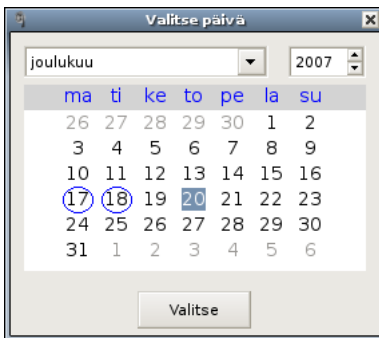 Valitse päivä
joulukuu 2007
ma ti ke to pe la su
26 27 28 29 30 1 2
3 4 5 6 7 8 9
10 11 12 13 14 15 16
17 18 19 20 21 22 23
24 25 26 27 28 29 30
31 1 2 3 4 5 6
Valitse